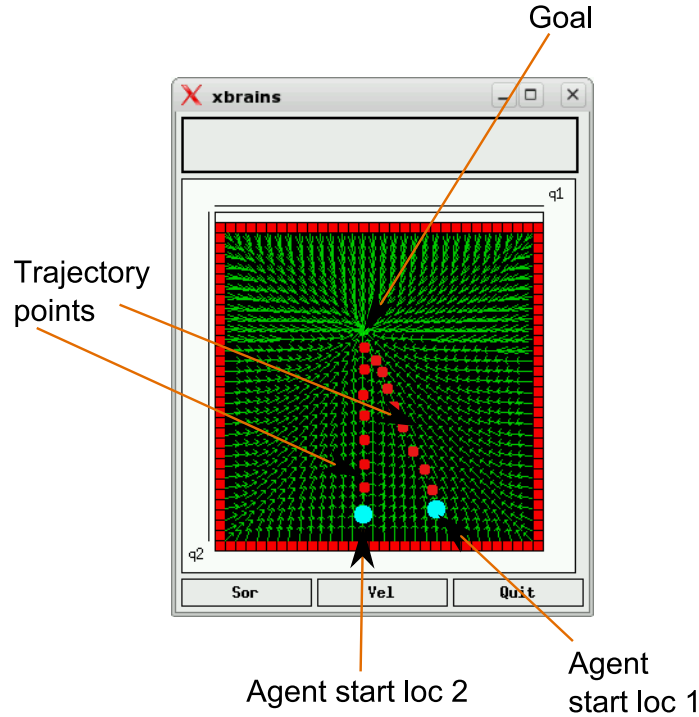 Goal
xbrains
q1
Trajectory
points
q2
Sor Vel Quit
Agent start loc 2
Agent
start loc 1